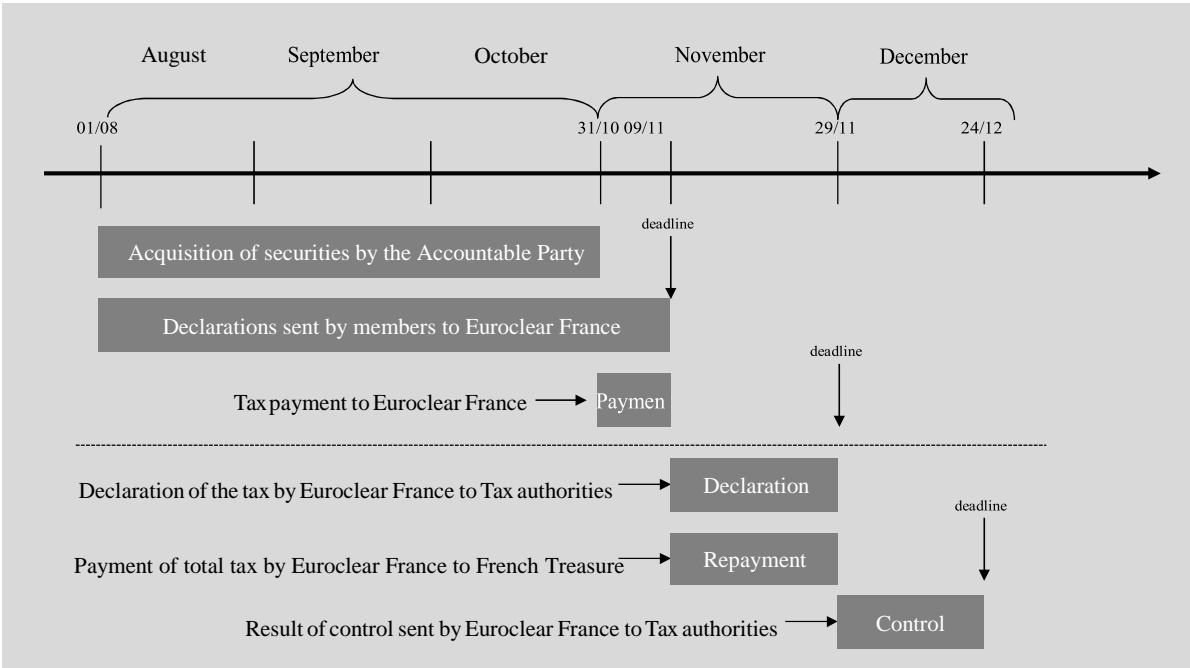 August September October November December
01/08 31/10 09/11 29/11 24/12
deadline
Acquisition of securities by the Accountable Party
Declarations sent by members to Euroclear France
deadline
Tax payment to Euroclear France Paymen
Declaration of the tax by Euroclear France to Tax authorities Declaration
deadline
Payment of total tax by Euroclear France to French Treasure Repayment
Result of control sent by Euroclear France to Tax authorities Control